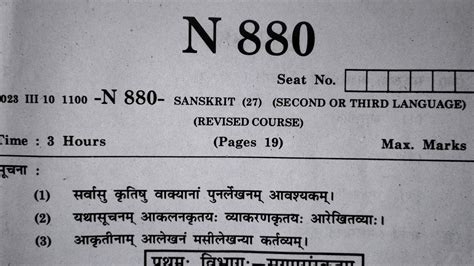 N 880
Seat No.
2023 III 10 1100 -N 880- SANSKRIT (27) (SECOND OR THIRD LANGUAGE)
(REVISED COURSE)
Time : 3 Hours (Pages 19) Max. Marks
सूचना :
(1) सर्वासु कृतिषु वाक्यानां पुनर्लेखनम् आवश्यकम्।
(2) यथासूचनम् आकलनकृतयः व्याकरणकृतयः आरेखितव्याः।
(3) आकृतीनाम् आलेखनं मसीलेखन्या कर्तव्यम्।
प्रथमः विभागः-